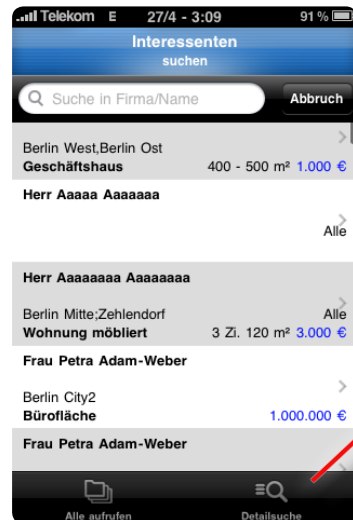 Telekom E 27/4 - 3:09 91 %
Interessenten
suchen
Suche in Firma/Name Abbruch
Berlin West,Berlin Ost
Geschäftshaus 400 - 500 m² 1.000 €
Herr Aaaaa Aaaaaaa
Alle
Herr Aaaaaaaa Aaaaaaaa
Berlin Mitte;Zehlendorf Alle
Wohnung möbliert 3 Zi. 120 m² 3.000 €
Frau Petra Adam-Weber
Berlin City2
Bürofläche 1.000.000 €
Frau Petra Adam-Weber
Alle aufrufen Detailsuche